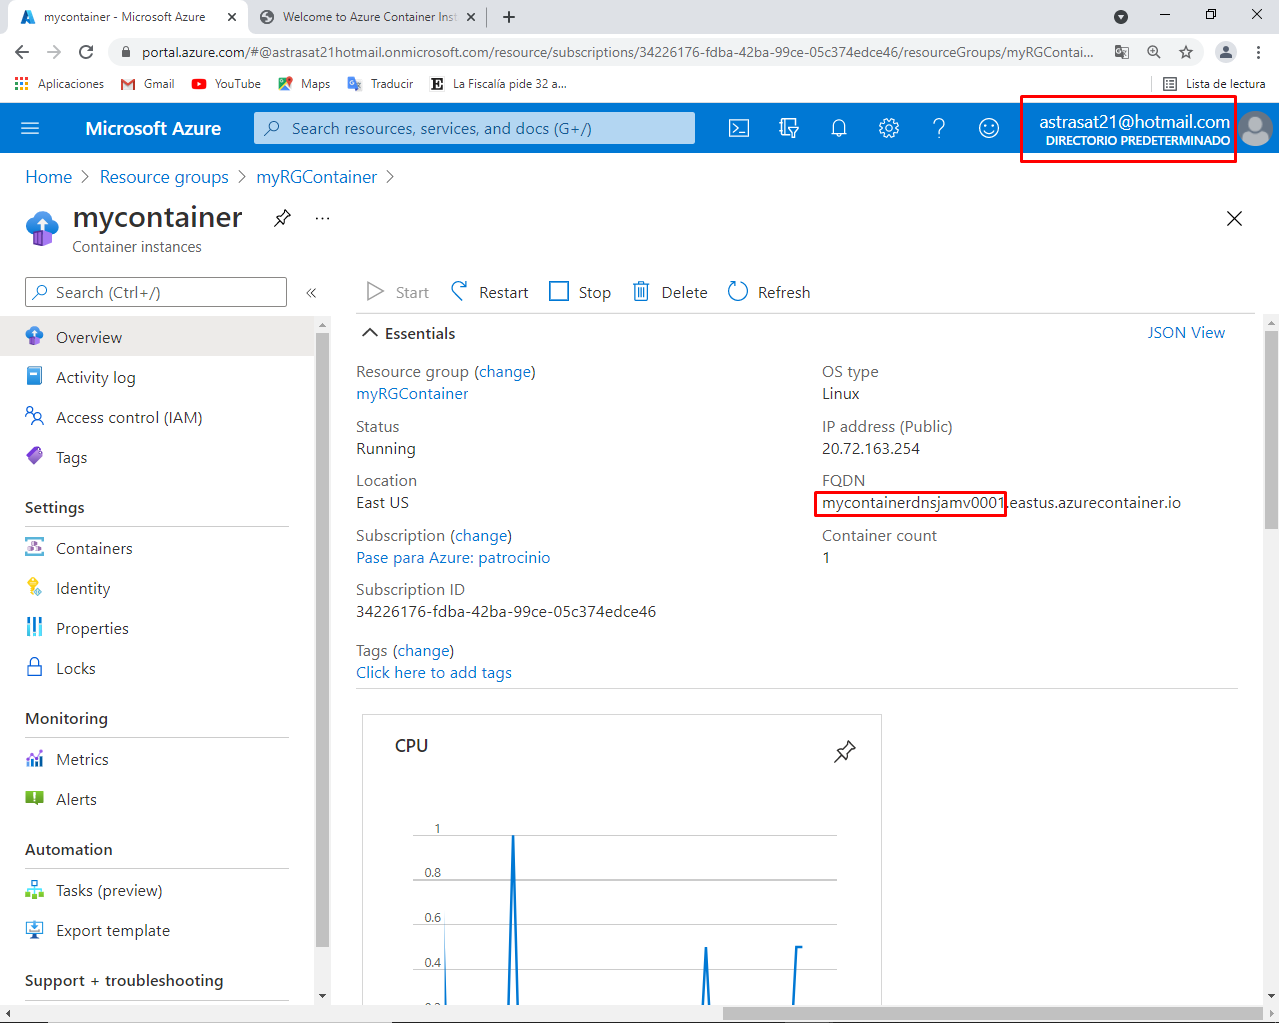 mycontainer - Microsoft Azure
Welcome to Azure Container Inst
portal.azure.com/#@astrasat21hotmail.onmicrosoft.com/resource/subscriptions/34226176-fdba-42ba-99ce-05c374edce46/resourceGroups/myRGContai...
Aplicaciones
Gmail
YouTube
Maps
Traducir
E La Fiscalía pide 32 a...
Lista de lectura
Microsoft Azure
Search resources, services, and docs (G+/)
astrasat21@hotmail.com
DIRECTORIO PREDETERMINADO
Home > Resource groups > myRGContainer >
mycontainer
...
Container instances
Search (Ctrl+/)
«
Start
Restart
Stop
Delete
Refresh
Overview
Activity log
Access control (IAM)
Tags
Settings
Containers
Identity
Properties
Locks
Monitoring
Metrics
Alerts
Automation
Tasks (preview)
Export template
Support + troubleshooting
Essentials
JSON View
Resource group (change)
myRGContainer
Status
Running
Location
East US
Subscription (change)
Pase para Azure: patrocinio
Subscription ID
34226176-fdba-42ba-99ce-05c374edce46
Tags (change)
Click here to add tags
OS type
Linux
IP address (Public)
20.72.163.254
FQDN
mycontainerdnsjamv0001.eastus.azurecontainer.io
Container count
1
CPU
1
0.8
0.6
0.4